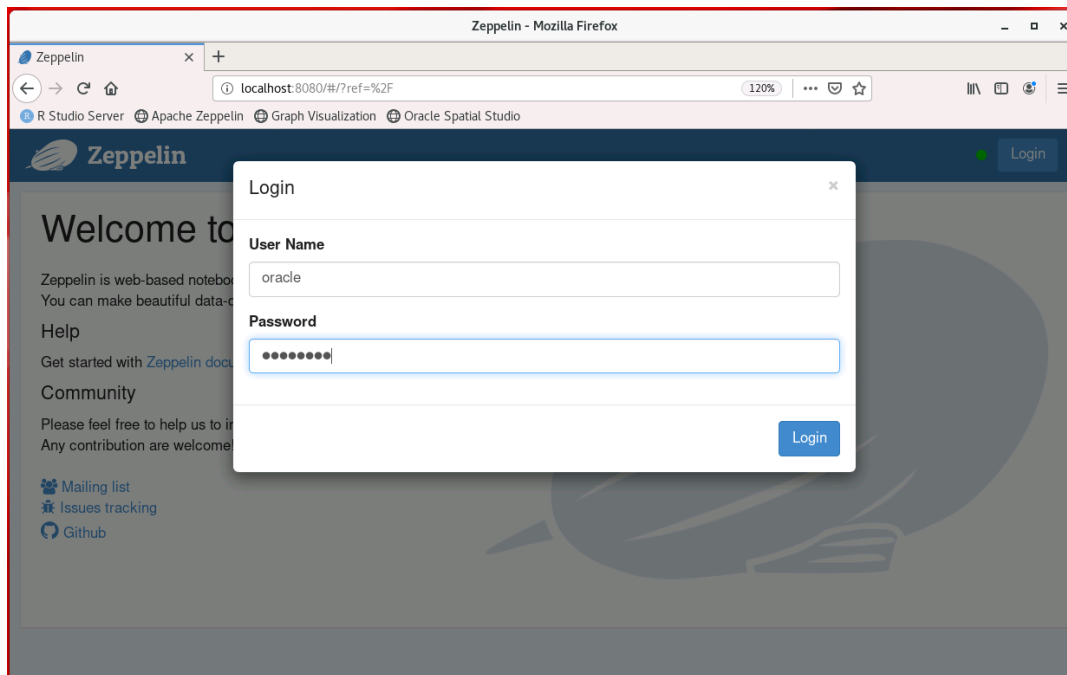 Zeppelin - Mozilla Firefox
Zeppelin
localhost:8080/#/?ref=%2F
120%
R Studio Server Apache Zeppelin Graph Visualization Oracle Spatial Studio
Zeppelin
Login
Login
Welcome to
User Name
oracle
Zeppelin is web-based
You can make beautiful
Password
Help
Get started with Zeppelin
Community
Please feel free to help us to
Any contribution are welcome!
Login
Mailing list
Issues tracking
Github